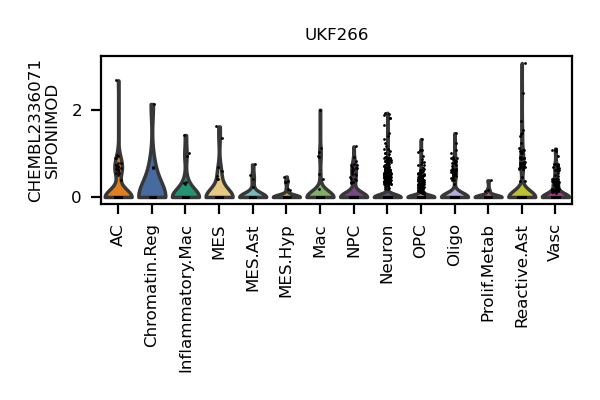 UKF266
CHEMBL2336071
SIPONIMOD
2
0
AC
Chromatin.Reg
Inflammatory.Mac
MES
MES.Ast
MES.Hyp
Mac
NPC
Neuron
OPC
Oligo
Prolif.Metab
Reactive.Ast
Vasc